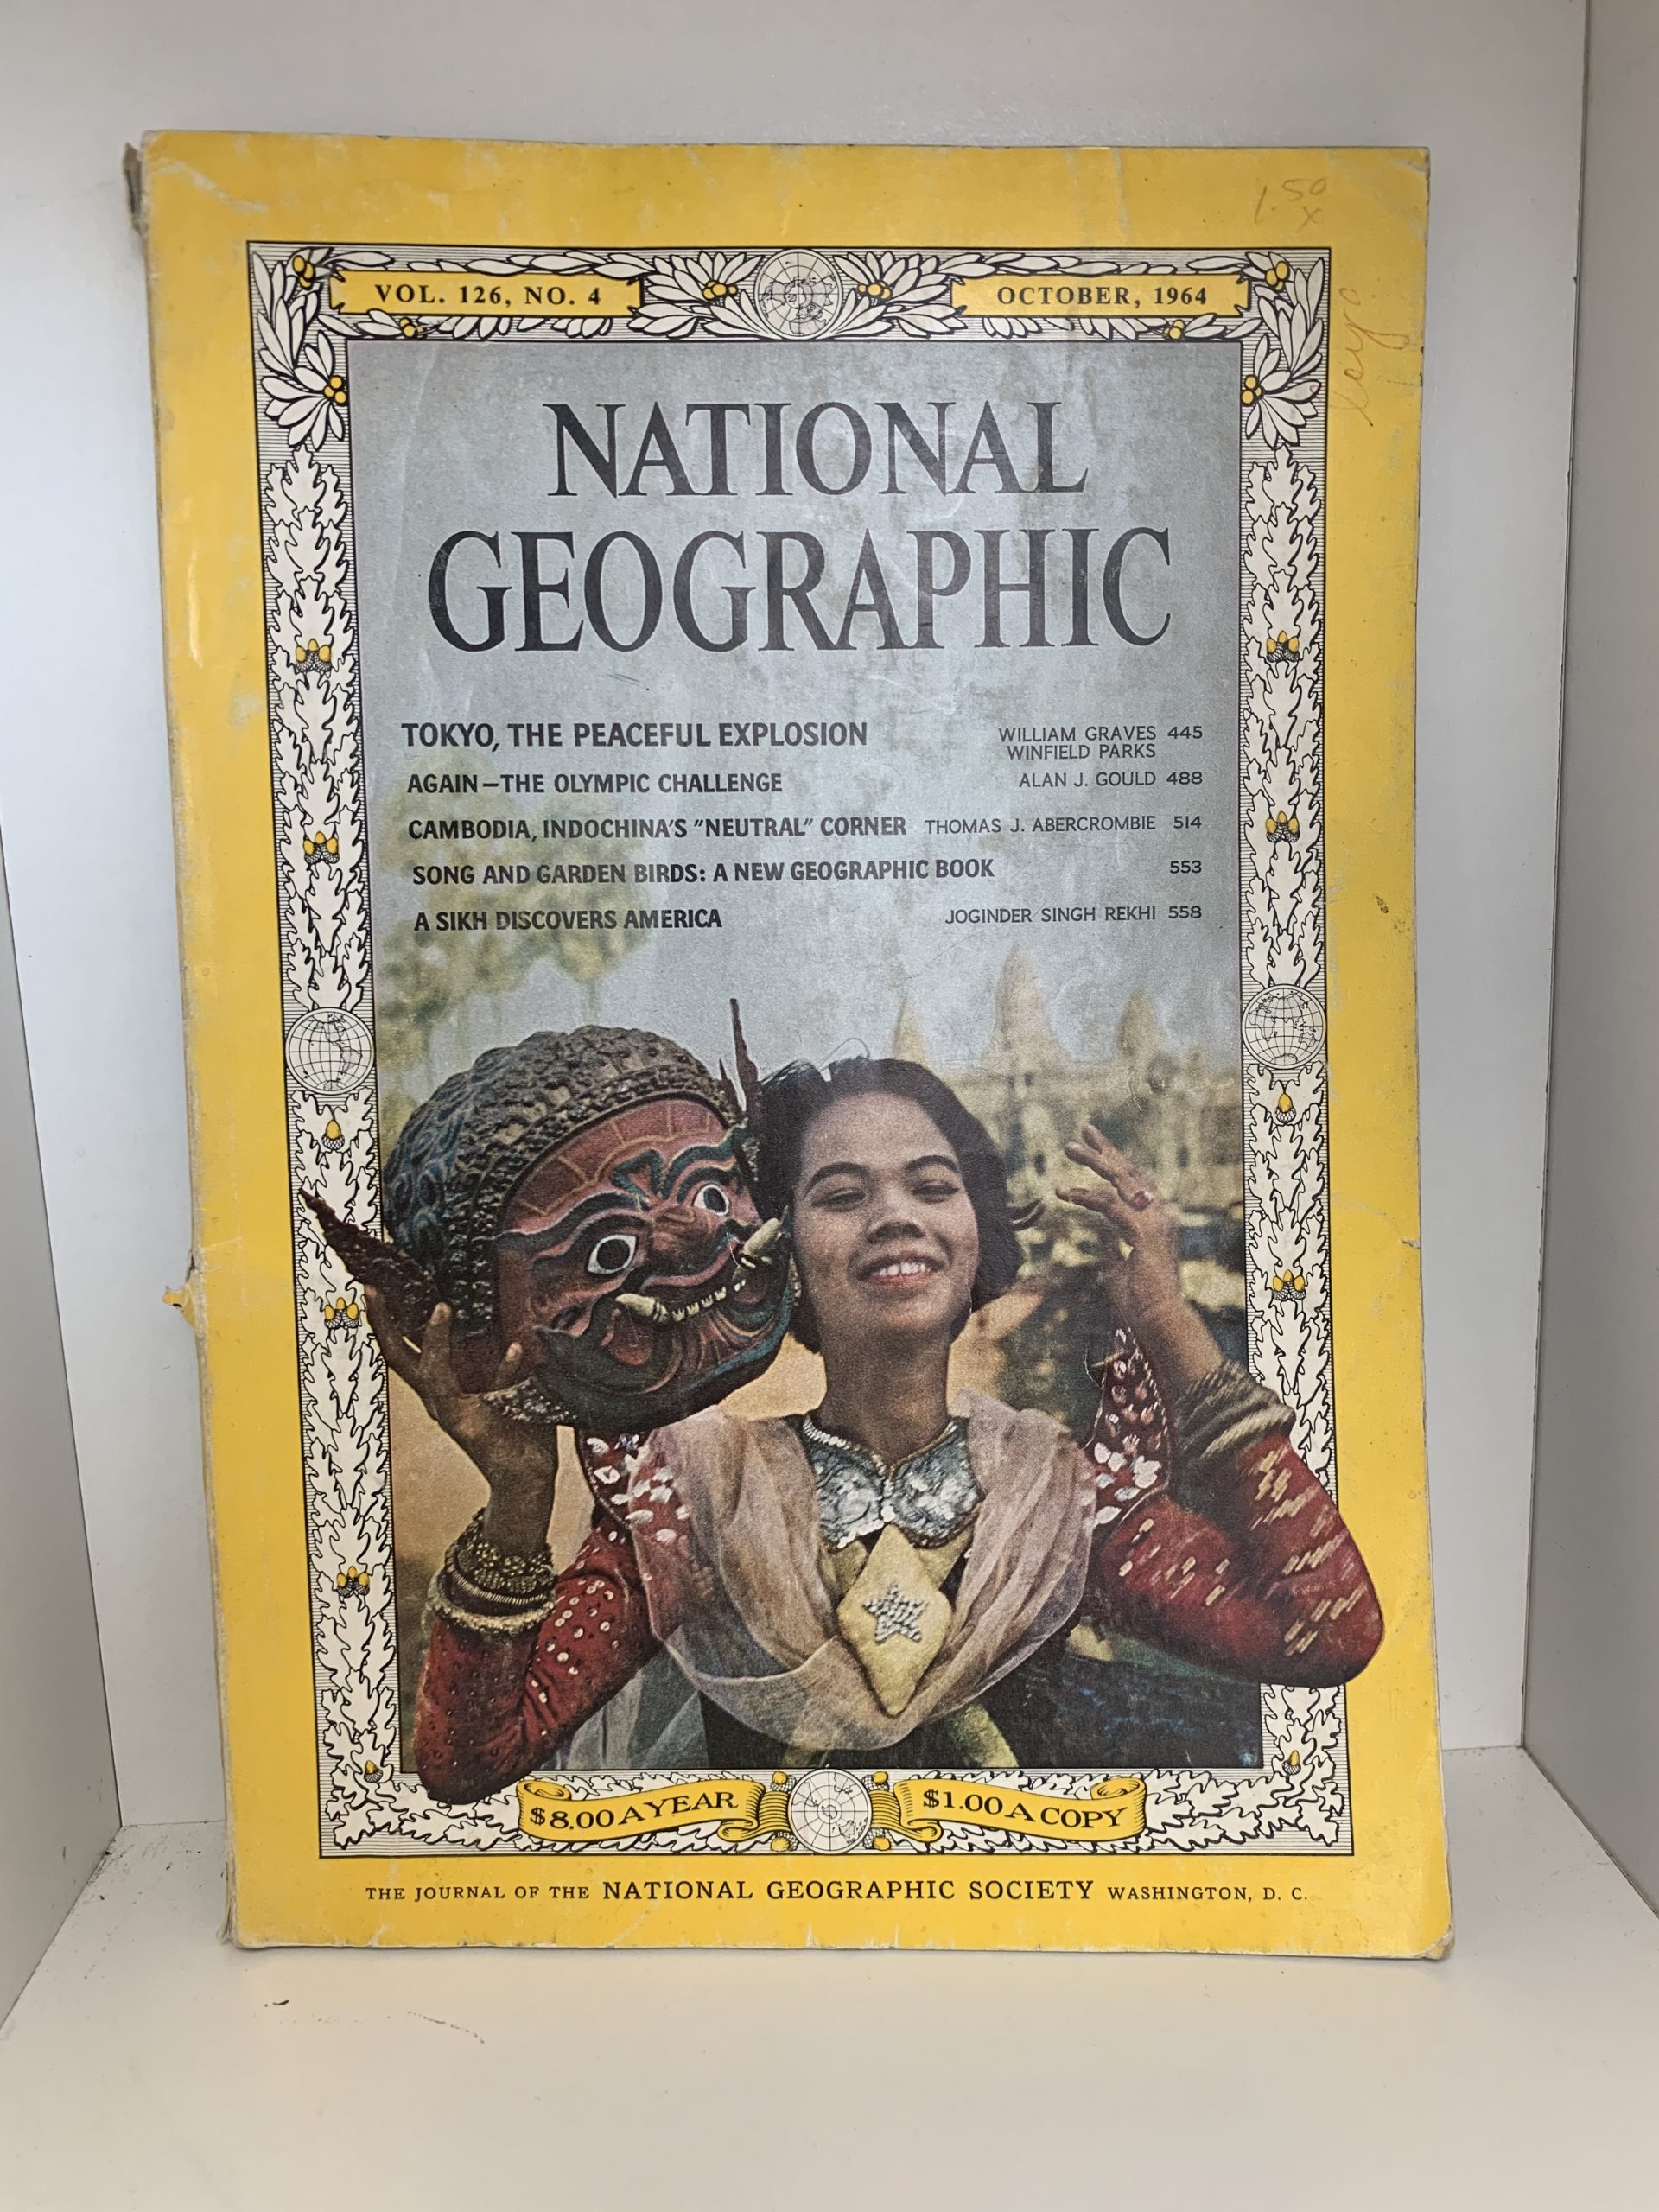 1.50
x
VOL. 126, NO. 4
OCTOBER, 1964
NATIONAL
GEOGRAPHIC
TOKYO, THE PEACEFUL EXPLOSION WILLIAM GRAVES 445
WINFIELD PARKS
AGAIN—THE OLYMPIC CHALLENGE ALAN J. GOULD 488
CAMBODIA, INDOCHINA'S "NEUTRAL" CORNER THOMAS J. ABERCROMBIE 514
SONG AND GARDEN BIRDS: A NEW GEOGRAPHIC BOOK 553
A SIKH DISCOVERS AMERICA JOGINDER SINGH REKHI 558
$8.00 A YEAR
$1.00 A COPY
THE JOURNAL OF THE NATIONAL GEOGRAPHIC SOCIETY WASHINGTON, D. C.